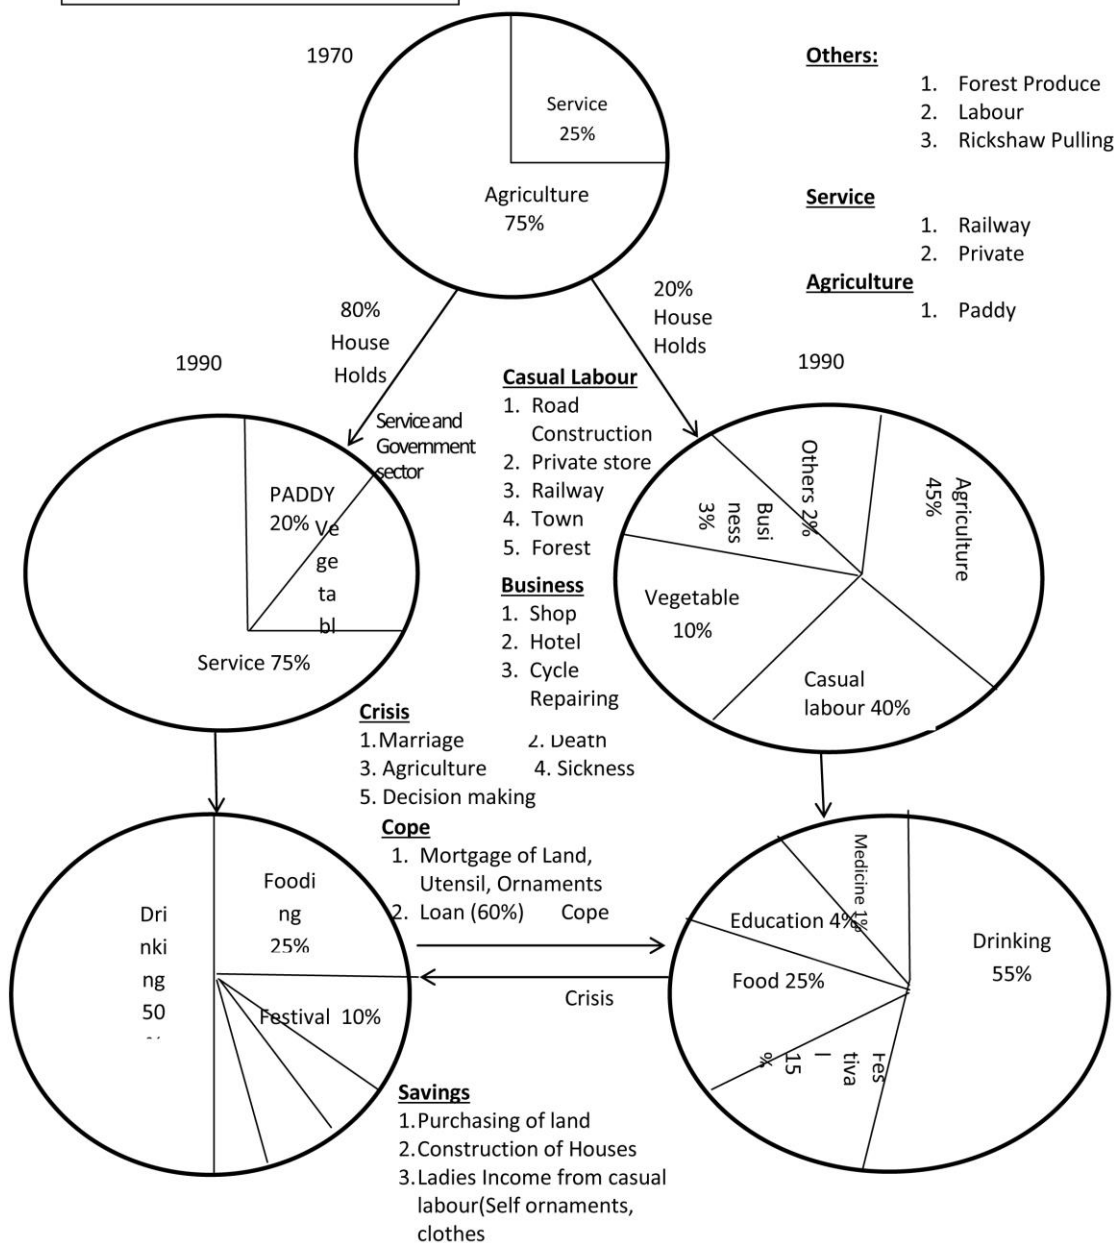 1970
Service
25%
Agriculture
75%
Others:
1. Forest Produce
2. Labour
3. Rickshaw Pulling
Service
1. Railway
2. Private
Agriculture
1. Paddy
80%
House
Holds
20%
House
Holds
1990
1990
Service and
Government
sector
PADDY
20%
Ve
ge
ta
bl
Service 75%
Casual Labour
1. Road
Construction
2. Private store
3. Railway
4. Town
5. Forest
Business
1. Shop
2. Hotel
3. Cycle
Repairing
Others 2%
Agriculture
45%
Busi
ness
3%
Vegetable
10%
Casual
labour 40%
Crisis
1.Marriage 2. Death
3. Agriculture 4. Sickness
5. Decision making
Cope
1. Mortgage of Land,
Utensil, Ornaments
2. Loan (60%) Cope
Crisis
Foodi
ng
25%
Dri
nki
ng
50
%
Festival 10%
Medicine 1%
Education 4%
Drinking
55%
Food 25%
Fes
tiva
l
15
%
Savings
1.Purchasing of land
2.Construction of Houses
3.Ladies Income from casual
labour(Self ornaments,
clothes